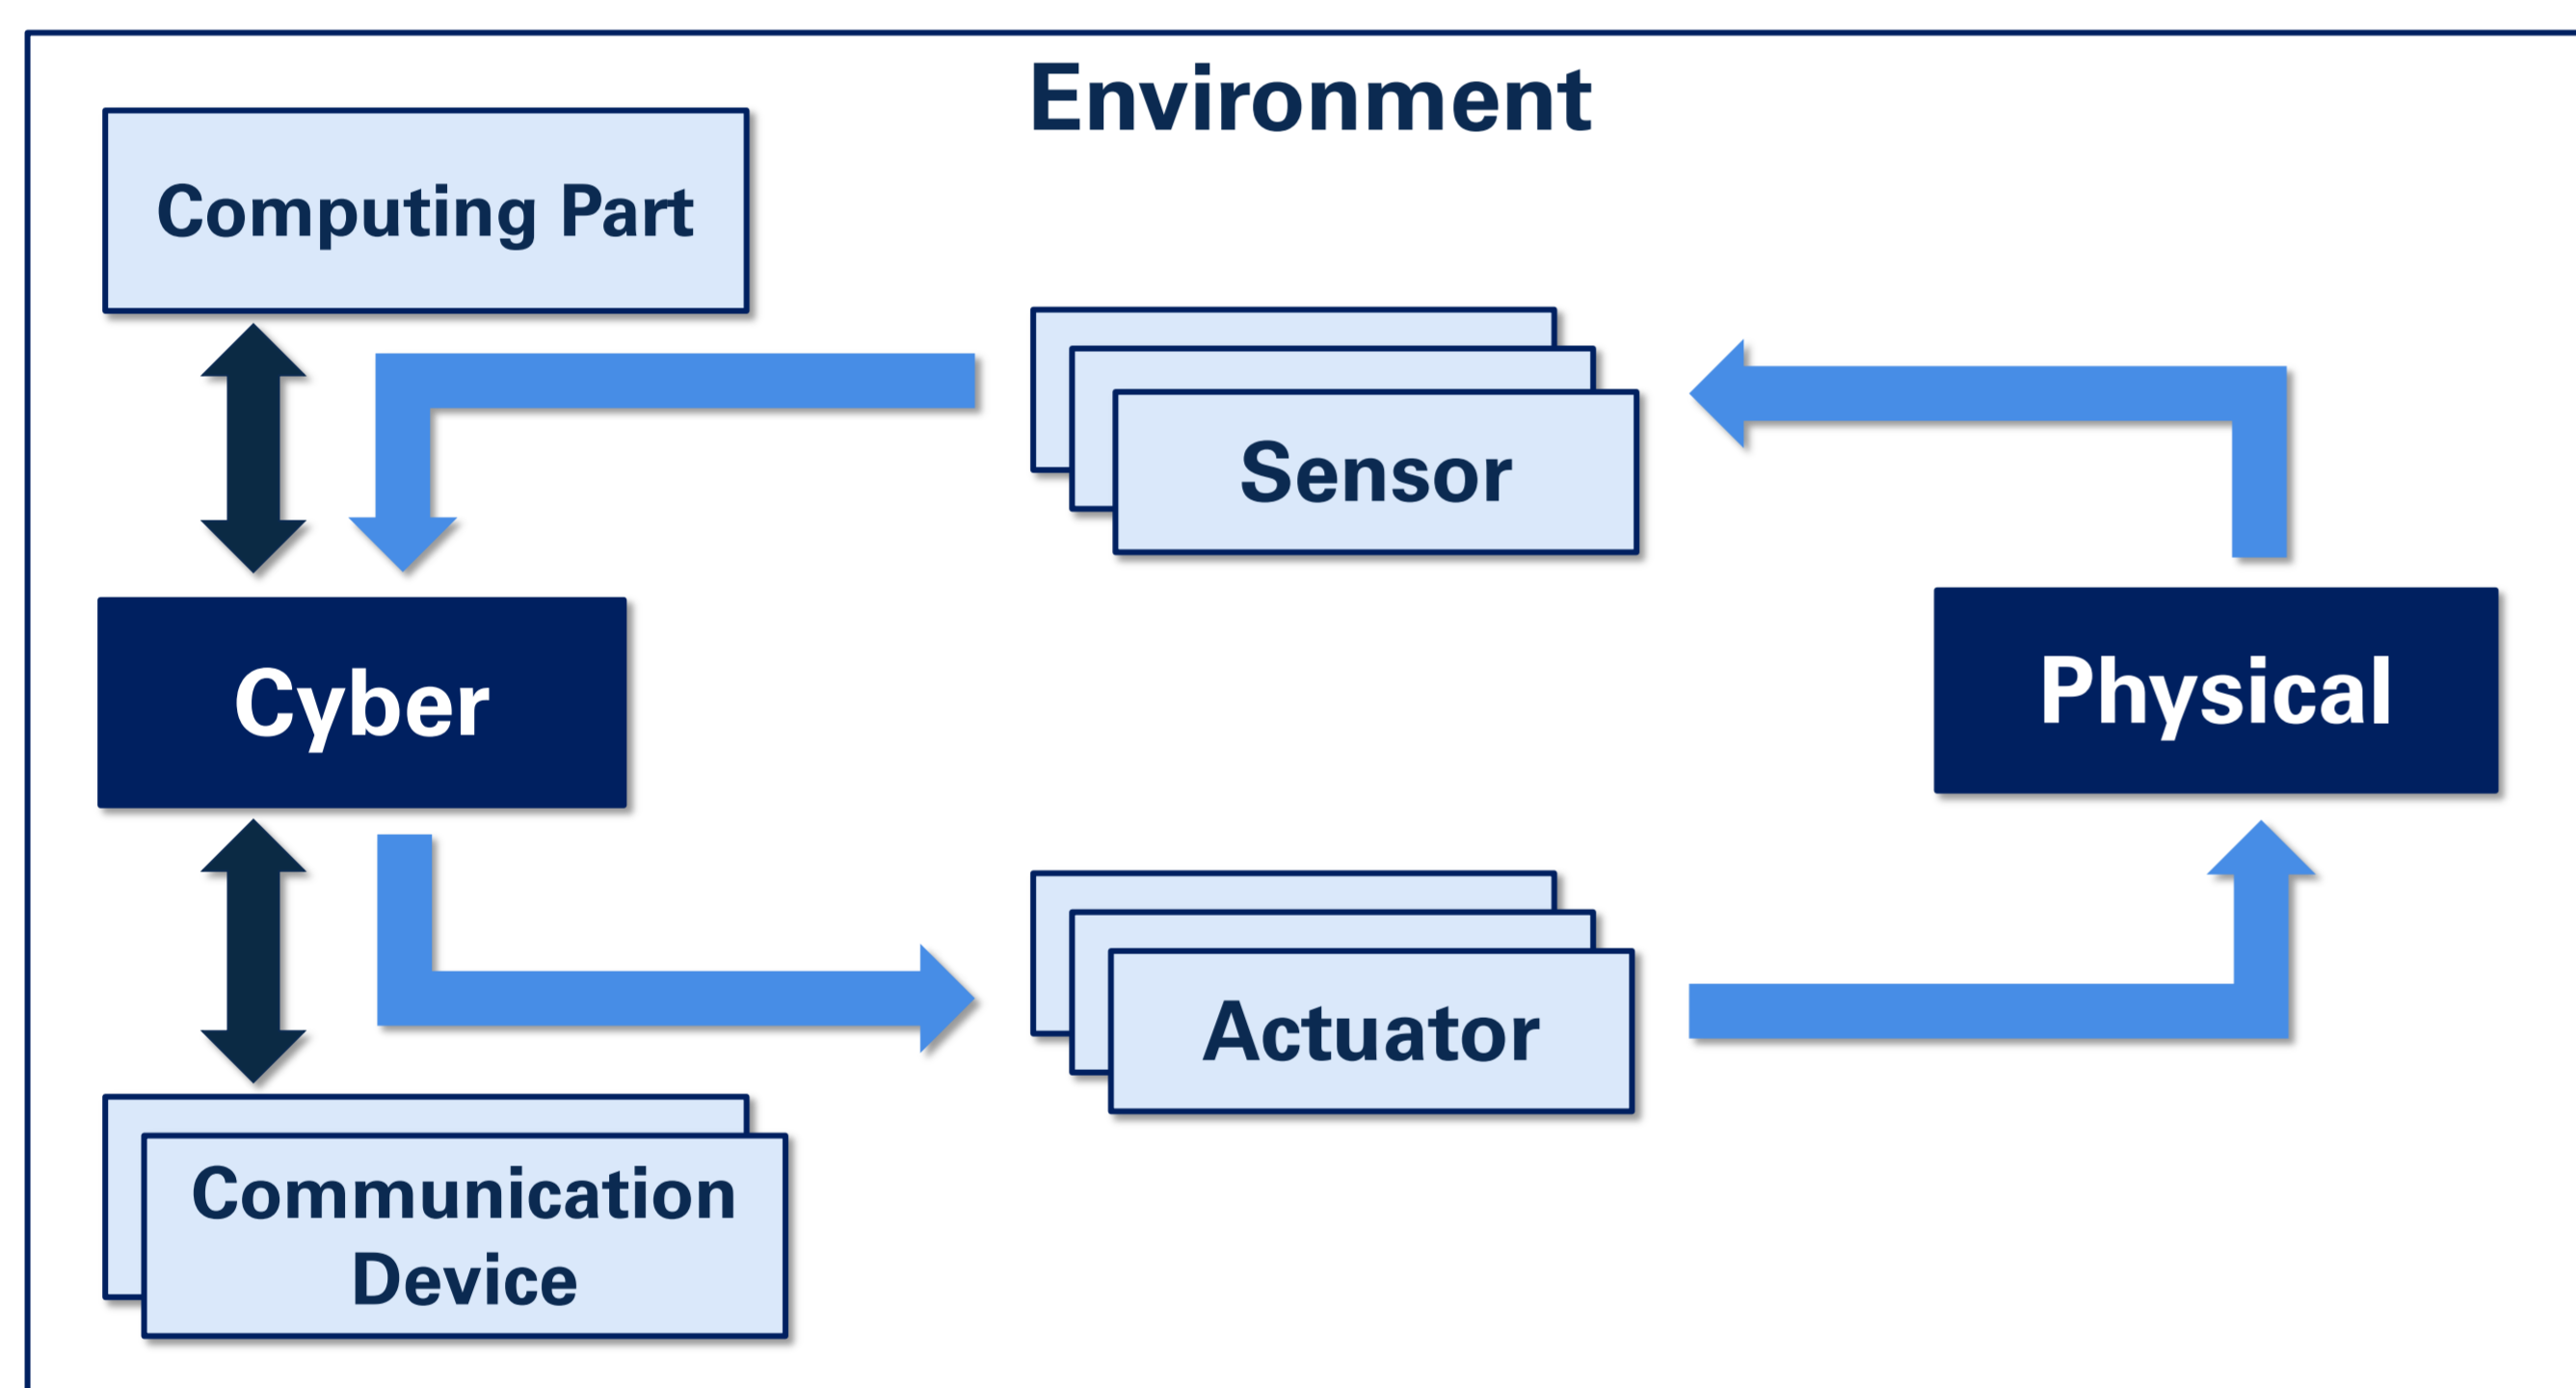 Environment
Computing Part
Sensor
Cyber
Physical
Actuator
Communication
Device